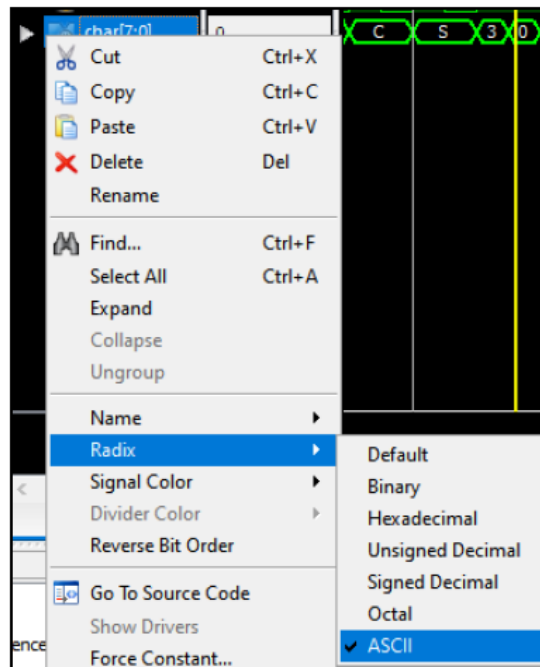 char[7:0] 0 C S 3 0
Cut Ctrl+X
Copy Ctrl+C
Paste Ctrl+V
Delete Del
Rename
Find... Ctrl+F
Select All Ctrl+A
Expand
Collapse
Ungroup
Name
Radix
Signal Color
Divider Color
Reverse Bit Order
Go To Source Code
Show Drivers
Force Constant...
Default
Binary
Hexadecimal
Unsigned Decimal
Signed Decimal
Octal
ASCII